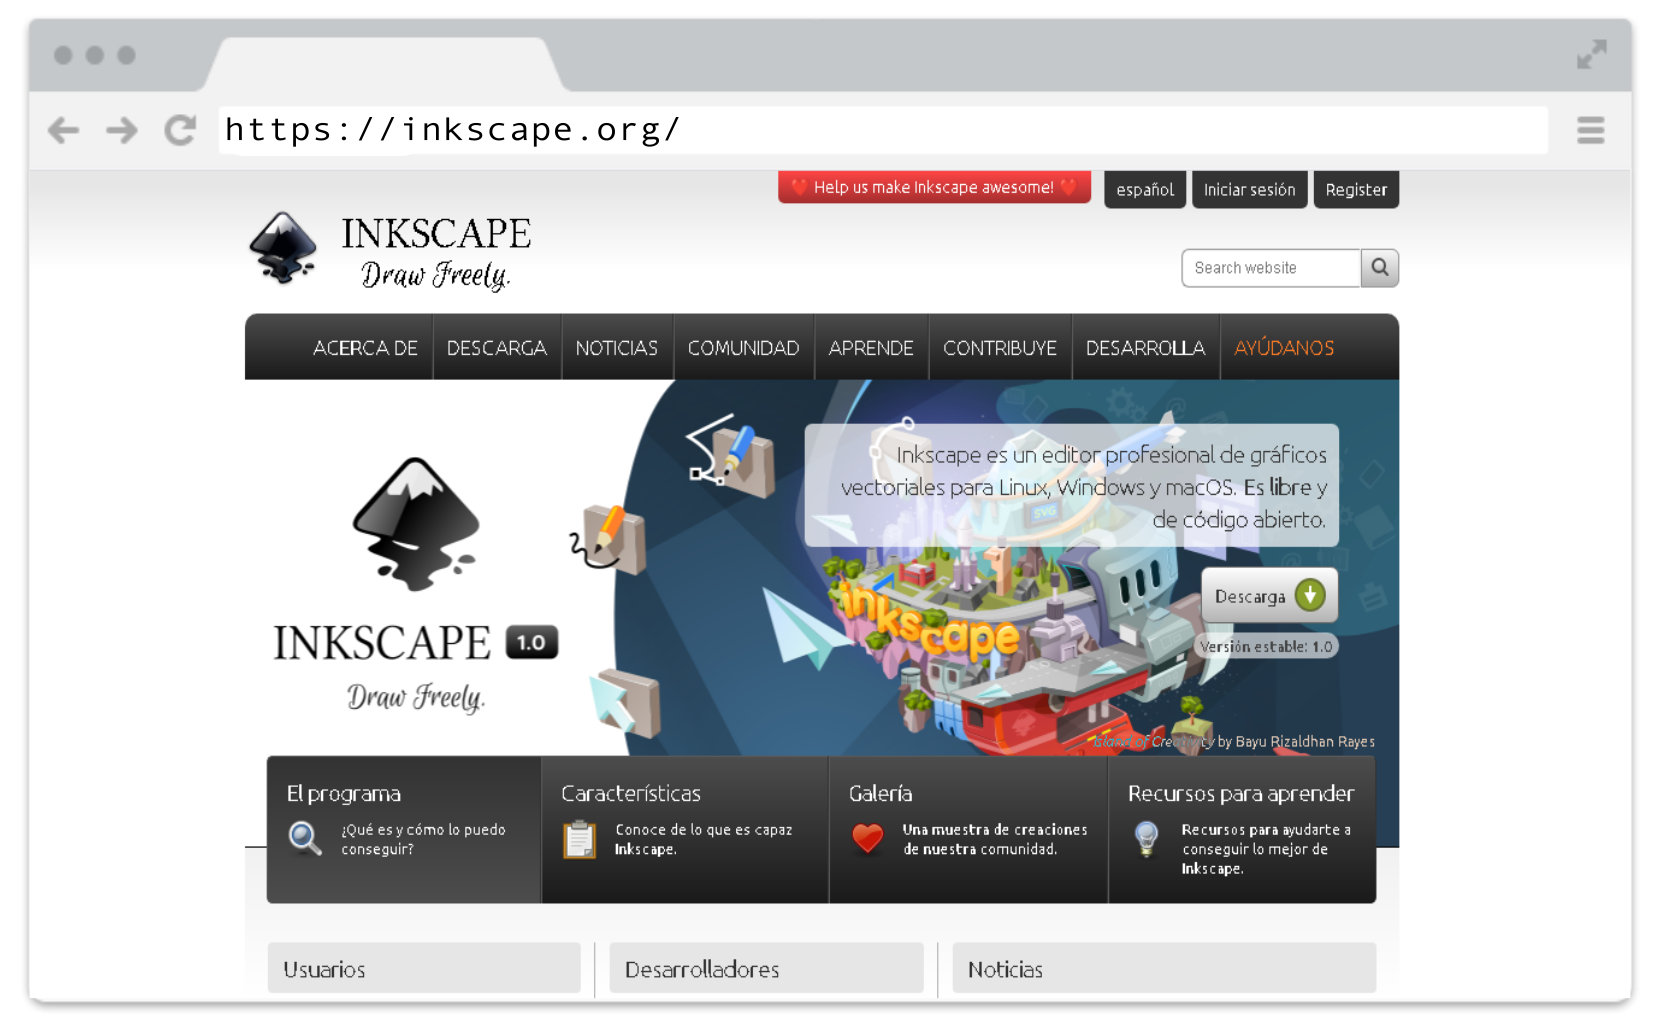 https://inkscape.org/
Help us make Inkscape awesome!
español
Iniciar sesión
Register
INKSCAPE
Draw Freely.
Search website
ACERCA DE
DESCARGA
NOTICIAS
COMUNIDAD
APRENDE
CONTRIBUYE
DESARROLLA
AYÚDANOS
Inkscape es un editor profesional de gráficos
vectoriales para Linux, Windows y macOS. Es libre y
de código abierto.
SVG
inkscape
Descarga
Versión estable: 1.0
INKSCAPE 1.0
Draw Freely.
Island of Creativity by Bayu Rizaldhan Rayes
El programa
¿Qué es y cómo lo puedo
conseguir?
Características
Conoce de lo que es capaz
Inkscape.
Galería
Una muestra de creaciones
de nuestra comunidad.
Recursos para aprender
Recursos para ayudarte a
conseguir lo mejor de
Inkscape.
Usuarios
Desarrolladores
Noticias